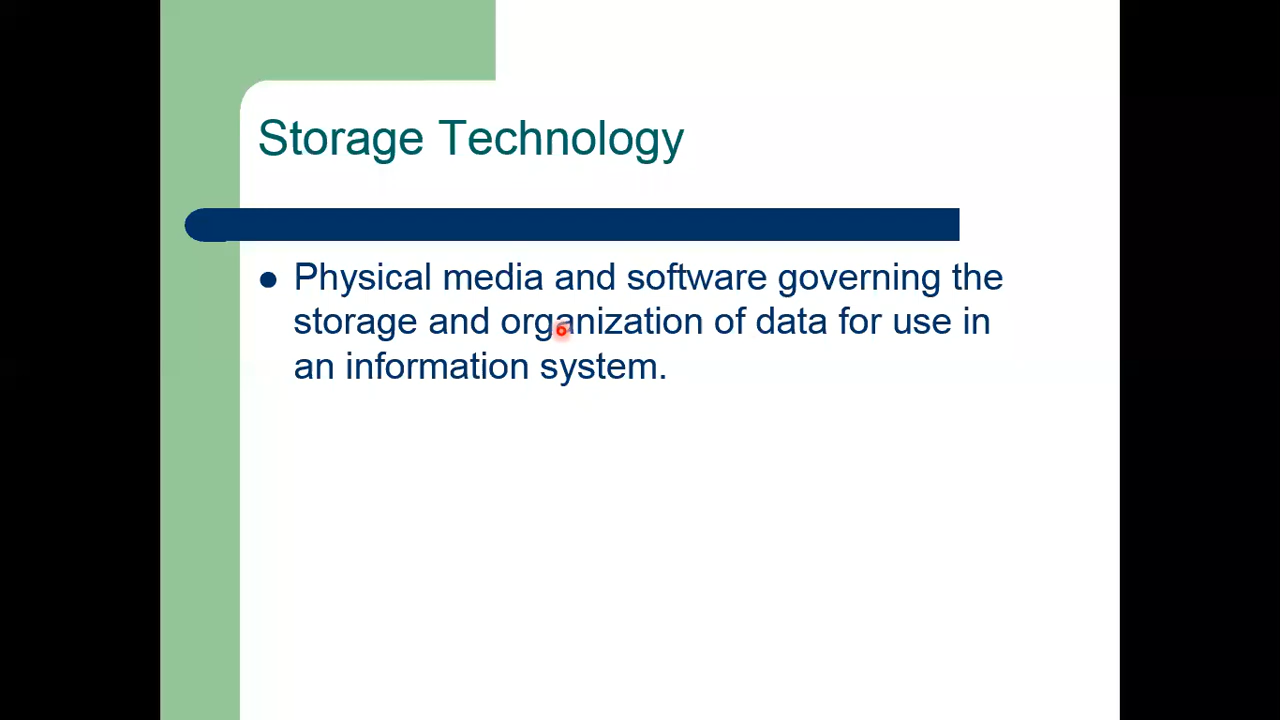 Storage Technology
Physical media and software governing the
storage and organization of data for use in
an information system.